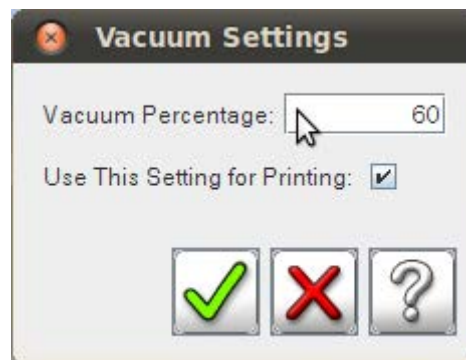 Vacuum Settings
Vacuum Percentage: 60
Use This Setting for Printing: